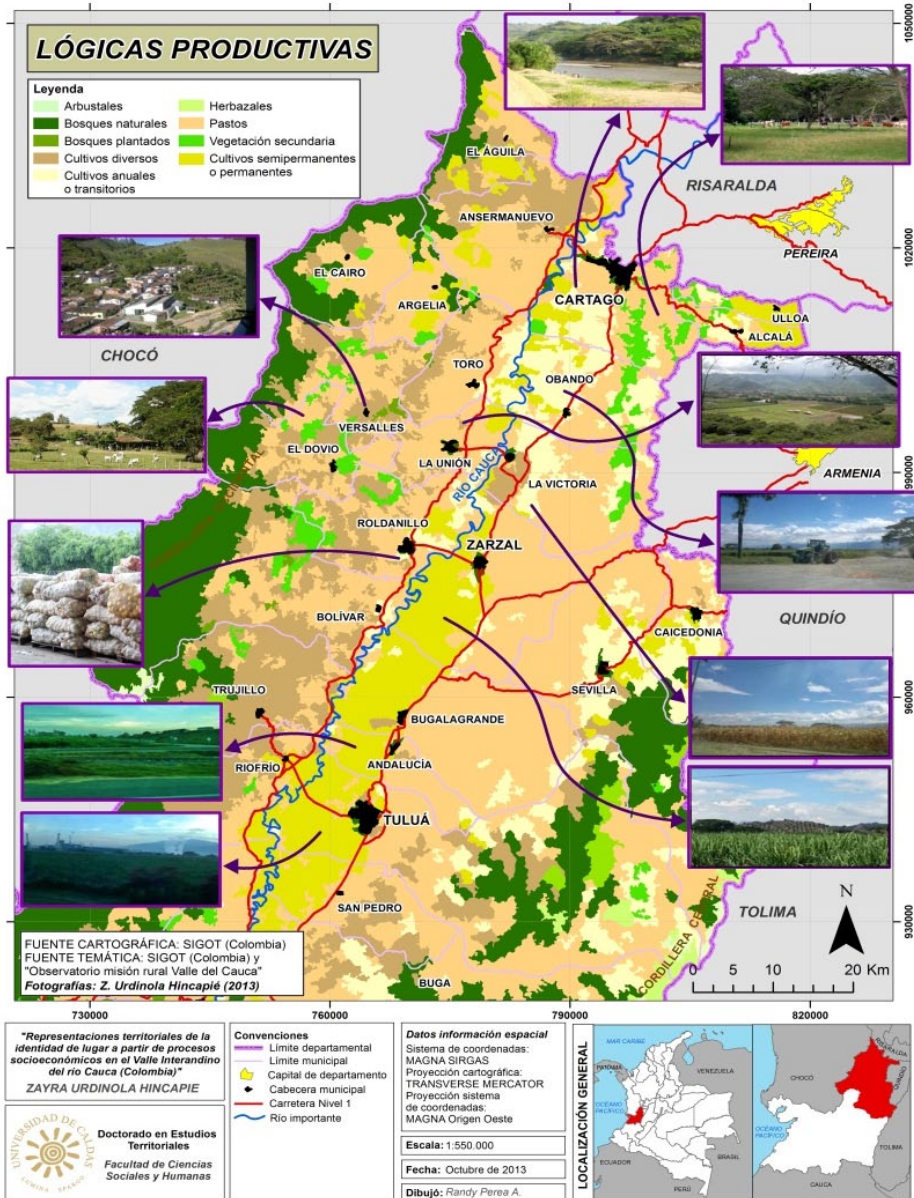 LÓGICAS PRODUCTIVAS
Leyenda
Arbustales
Bosques naturales
Bosques plantados
Cultivos diversos
Cultivos anuales
o transitorios
Herbazales
Pastos
Vegetación secundaria
Cultivos semipermanentes
o permanentes
1050000
1020000
990000
960000
930000
EL ÁGUILA
ANSERMANUEVO
RISARALDA
PEREIRA
EL CAIRO
ARGELIA
CARTAGO
ULLOA
ALCALÁ
CHOCÓ
TORO
OBANDO
VERSALLES
EL DOVIO
LA UNIÓN
RÍO CAUCA
LA VICTORIA
ARMENIA
ROLDANILLO
ZARZAL
BOLÍVAR
QUINDÍO
CAICEDONIA
TRUJILLO
SEVILLA
BUGALAGRANDE
RIOFRÍO
ANDALUCÍA
TULUÁ
SAN PEDRO
CORDILLERA CENTRAL
TOLIMA
BUGA
N
0 5 10 20 Km
FUENTE CARTOGRÁFICA: SIGOT (Colombia)
FUENTE TEMÁTICA: SIGOT (Colombia) y
"Observatorio misión rural Valle del Cauca"
Fotografías: Z. Urdinola Hincapié (2013)
730000
760000
790000
820000
"Representaciones territoriales de la
identidad de lugar a partir de procesos
socioeconómicos en el Valle Interandino
del río Cauca (Colombia)"
ZAYRA URDINOLA HINCAPIE
UNIVERSIDAD DE CALDAS
LUMINA SPARGO
Doctorado en Estudios
Territoriales
Facultad de Ciencias
Sociales y Humanas
Convenciones
Límite departamental
Límite municipal
Capital de departamento
Cabecera municipal
Carretera Nivel 1
Río importante
Datos información espacial
Sistema de coordenadas:
MAGNA SIRGAS
Proyección cartográfica:
TRANSVERSE MERCATOR
Proyección sistema
de coordenadas:
MAGNA Origen Oeste
Escala: 1:550.000
Fecha: Octubre de 2013
Dibujó: Randy Perea A.
LOCALIZACIÓN GENERAL
MAR CARIBE
PANAMÁ
VENEZUELA
OCÉANO
PACÍFICO
ECUADOR
BRASIL
PERÚ
CHOCÓ
RISARALDA
QUINDÍO
OCÉANO
PACÍFICO
TOLIMA
CAUCA